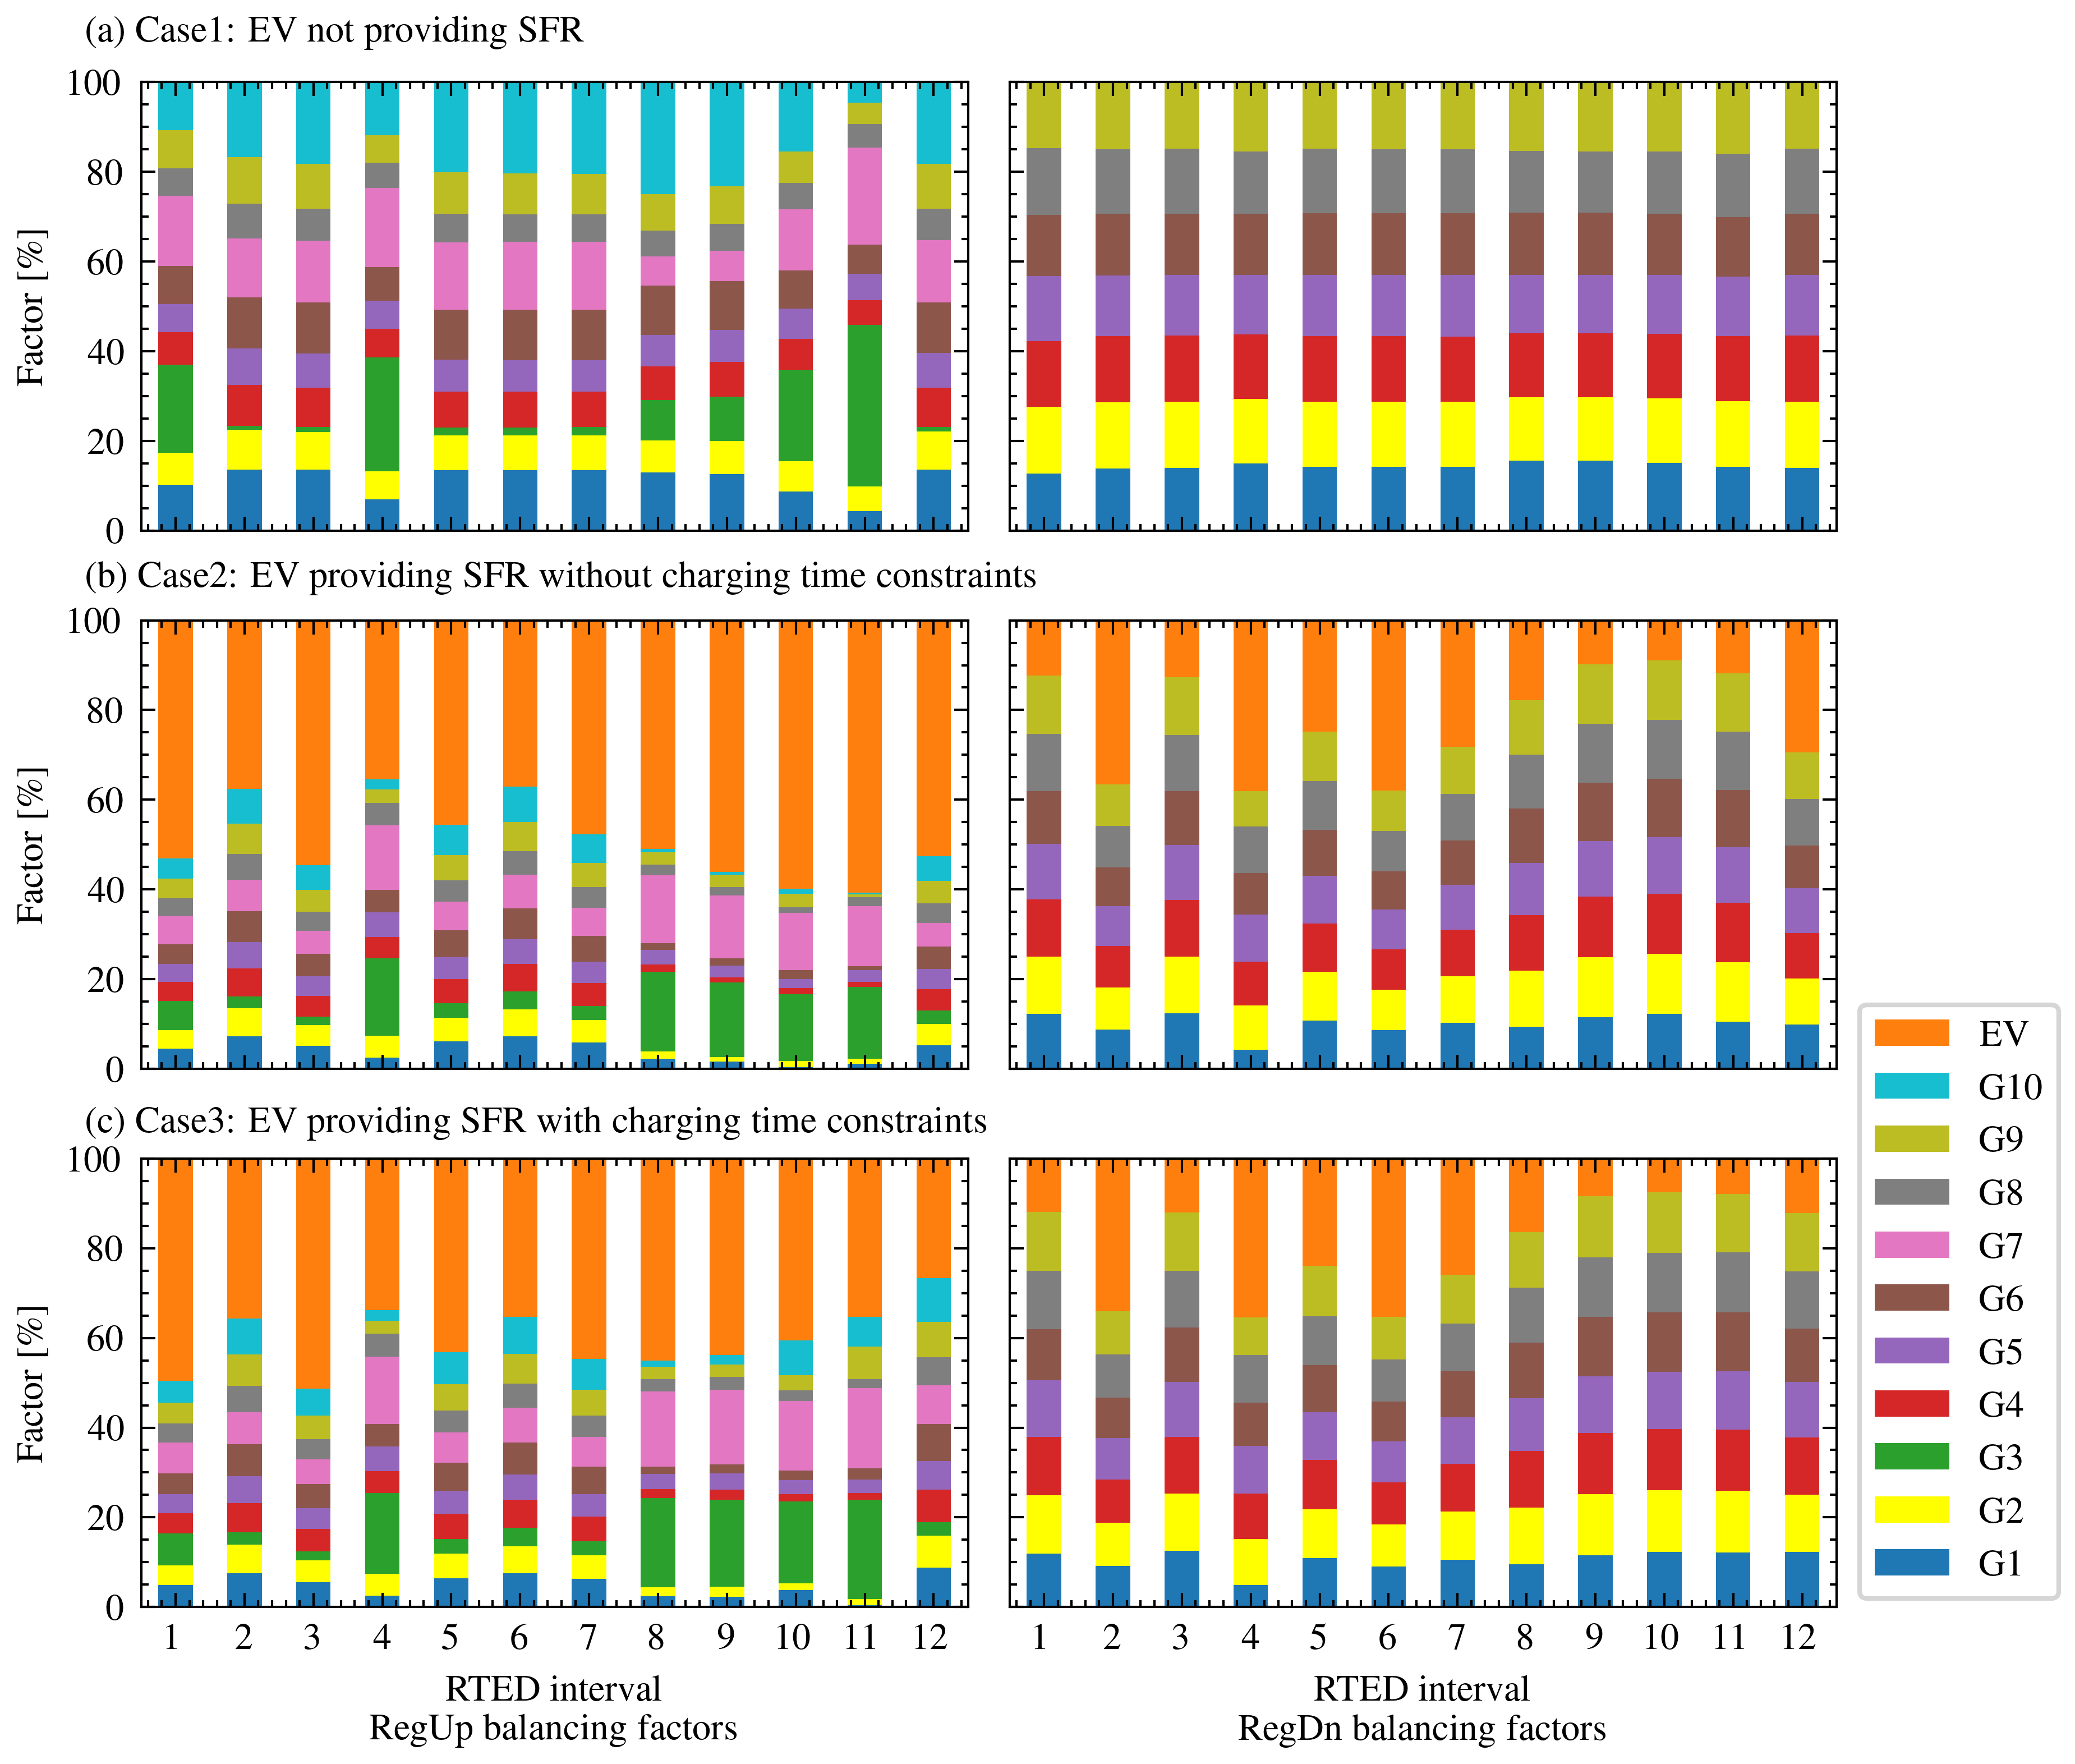 (a) Case1: EV not providing SFR
100
80
60
40
20
0
Factor [%]
(b) Case2: EV providing SFR without charging time constraints
100
80
60
40
20
0
Factor [%]
(c) Case3: EV providing SFR with charging time constraints
100
80
60
40
20
0
Factor [%]
1 2 3 4 5 6 7 8 9 10 11 12
RTED interval
RegUp balancing factors
1 2 3 4 5 6 7 8 9 10 11 12
RTED interval
RegDn balancing factors
EV
G10
G9
G8
G7
G6
G5
G4
G3
G2
G1